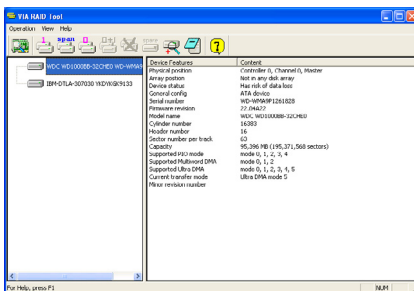 VIA RAID Tool
Operation View Help
WDC WD1000BB-32CHE0 WD-WMA9
IBM-DTLA-307030 YKDYKGK9133
Device Features Content
Physical position Controller 0, Channel 0, Master
Array position Not in any disk array
Device status Has risk of data loss
General config ATA device
Serial number WD-WMA9P1261828
Firmware revision 22.04A22
Model name WDC WD1000BB-32CHE0
Cylinder number 16383
Header number 16
Sector number per track 63
Capacity 95,396 MB (195,371,568 sectors)
Supported PIO mode mode 0, 1, 2, 3, 4
Supported Multiword DMA mode 0, 1, 2
Supported Ultra DMA mode 0, 1, 2, 3, 4, 5
Current transfer mode Ultra DMA mode 5
Minor revision number
For Help, press F1
NUM